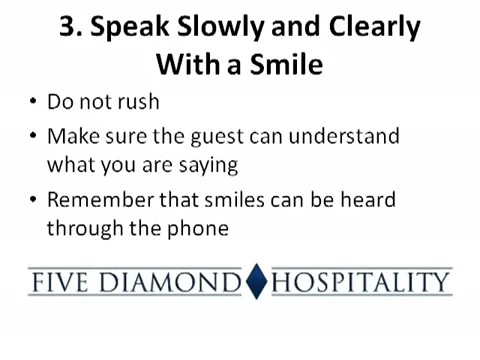 3. Speak Slowly and Clearly
With a Smile
• Do not rush
• Make sure the guest can understand
what you are saying
• Remember that smiles can be heard
through the phone
FIVE DIAMOND HOSPITALITY